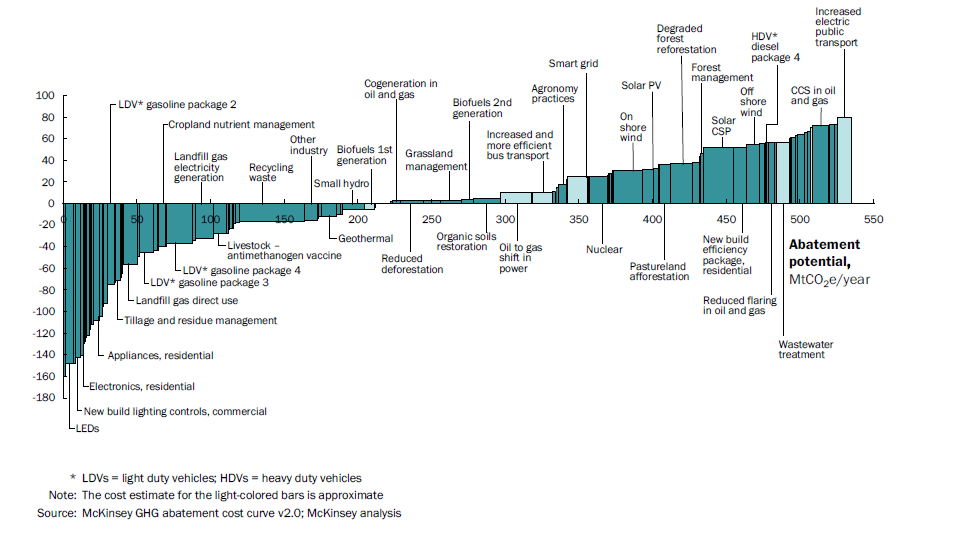 Increased
electric
public
transport
Degraded
forest
reforestation
HDV*
diesel
package 4
Smart grid
Forest
management
Cogeneration in
oil and gas
Agronomy
practices
Solar PV
Off
shore
wind
CCS in oil
and gas
LDV* gasoline package 2
Biofuels 2nd
generation
On
shore
wind
Solar
CSP
Cropland nutrient management
Increased and
more efficient
bus transport
Other
industry
Biofuels 1st
generation
Landfill gas
electricity
generation
Recycling
waste
Grassland
management
Small hydro
100
80
60
40
20
0
-20
-40
-60
-80
-100
-120
-140
-160
-180
0
50
100
150
200
250
300
350
400
450
500
550
Geothermal
Organic soils
restoration
Livestock –
antimethanogen vaccine
Reduced
deforestation
Oil to gas
shift in
power
Nuclear
New build
efficiency
package,
residential
Abatement
potential,
MtCO2e/year
LDV* gasoline package 4
LDV* gasoline package 3
Pastureland
afforestation
Landfill gas direct use
Reduced flaring
in oil and gas
Tillage and residue management
Wastewater
treatment
Appliances, residential
Electronics, residential
New build lighting controls, commercial
LEDs
* LDVs = light duty vehicles; HDVs = heavy duty vehicles
Note: The cost estimate for the light-colored bars is approximate
Source: McKinsey GHG abatement cost curve v2.0; McKinsey analysis